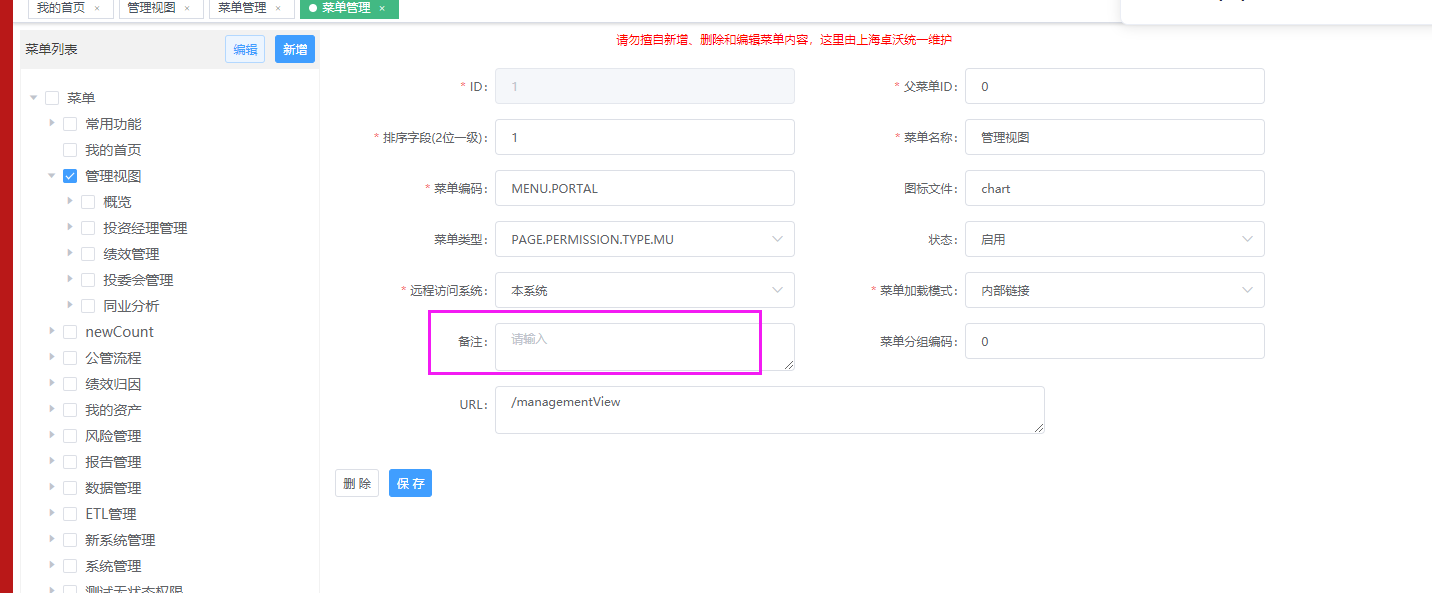 我的首页 × 管理视图 × 菜单管理 × 菜单管理 ×
菜单列表 编辑 新增
菜单
常用功能
我的首页
管理视图
概览
投资经理管理
绩效管理
投委会管理
同业分析
newCount
公管流程
绩效归因
我的资产
风险管理
报告管理
数据管理
ETL管理
新系统管理
系统管理
测试无状态权限
请勿擅自新增、删除和编辑菜单内容，这里由上海卓沃统一维护
* ID: 1
* 父菜单ID: 0
* 排序字段(2位一级): 1
* 菜单名称: 管理视图
* 菜单编码: MENU.PORTAL
图标文件: chart
菜单类型: PAGE.PERMISSION.TYPE.MU
状态: 启用
* 远程访问系统: 本系统
* 菜单加载模式: 内部链接
备注: 请输入
菜单分组编码: 0
URL: /managementView
删 除 保 存